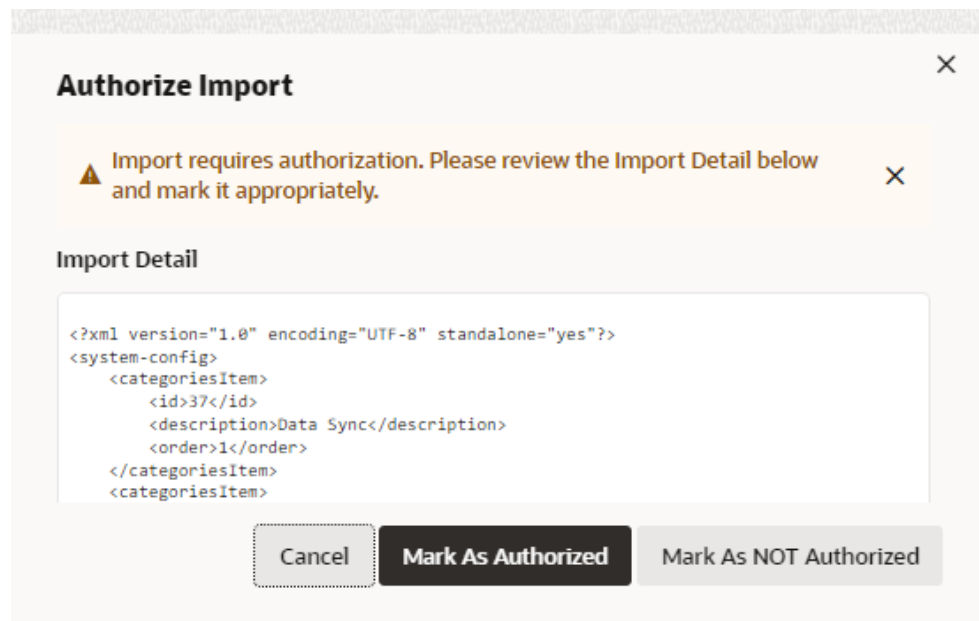 Authorize Import
Import requires authorization. Please review the Import Detail below
and mark it appropriately.
Import Detail
<?xml version="1.0" encoding="UTF-8" standalone="yes"?>
<system-config>
    <categoriesItem>
        <id>37</id>
        <description>Data Sync</description>
        <order>1</order>
    </categoriesItem>
    <categoriesItem>
Cancel
Mark As Authorized
Mark As NOT Authorized